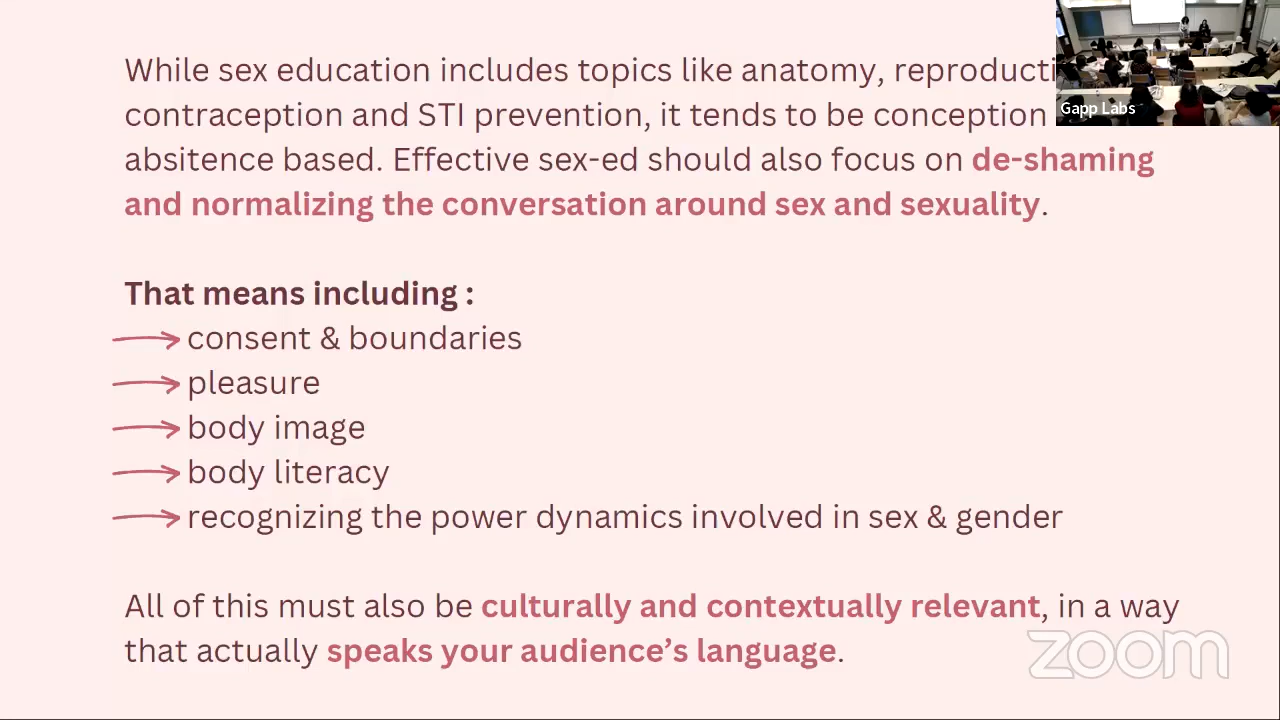 While sex education includes topics like anatomy,
contraception and STI prevention, it tends to be conception
absitence based. Effective sex-ed should also focus on de-shaming
and normalizing the conversation around sex and sexuality.
That means including :
consent & boundaries
pleasure
body image
body literacy
recognizing the power dynamics involved in sex & gender
All of this must also be culturally and contextually relevant, in a way
that actually speaks your audience’s language.
Gapp Labs
zoom